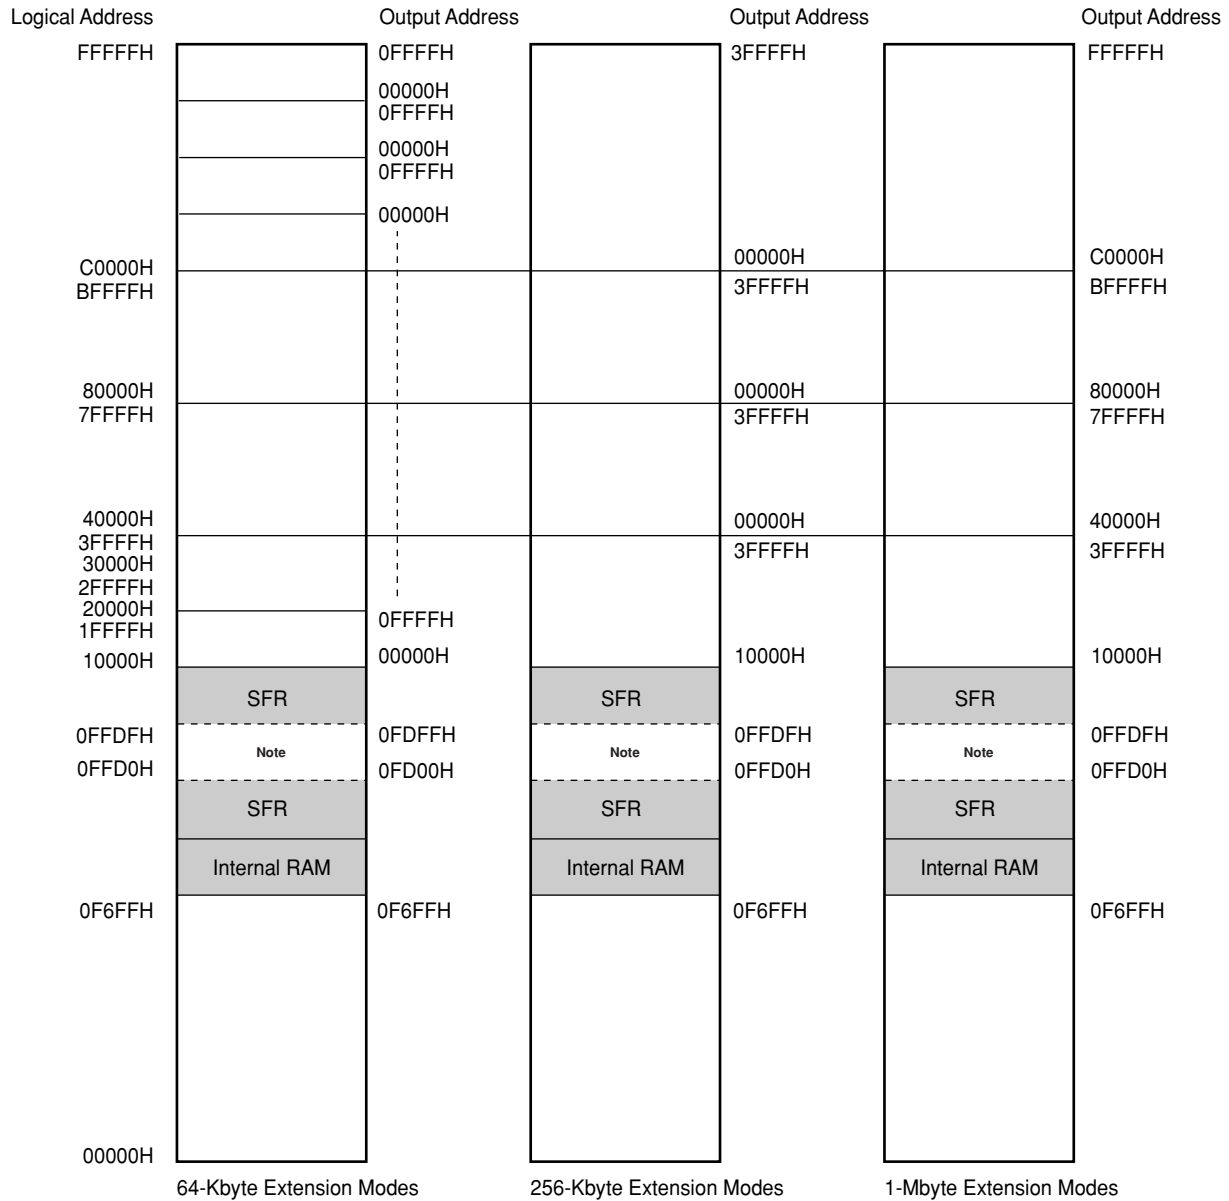 Logical Address Output Address Output Address Output Address
FFFFFH 0FFFFH 3FFFFH FFFFFH
00000H
0FFFFH
00000H
0FFFFH
00000H
C0000H 00000H C0000H
BFFFFH 3FFFFH BFFFFH
80000H 00000H 80000H
7FFFFH 3FFFFH 7FFFFH
40000H 00000H 40000H
3FFFFH 3FFFFH 3FFFFH
30000H
2FFFFH
20000H
1FFFFH 0FFFFH
10000H 00000H 10000H 10000H
SFR SFR SFR
0FFDFH 0FDFFH 0FFDFH 0FFDFH
Note Note Note
0FFD0H 0FD00H 0FFD0H 0FFD0H
SFR SFR SFR
Internal RAM Internal RAM Internal RAM
0F6FFH 0F6FFH 0F6FFH 0F6FFH
00000H
64-Kbyte Extension Modes 256-Kbyte Extension Modes 1-Mbyte Extension Modes